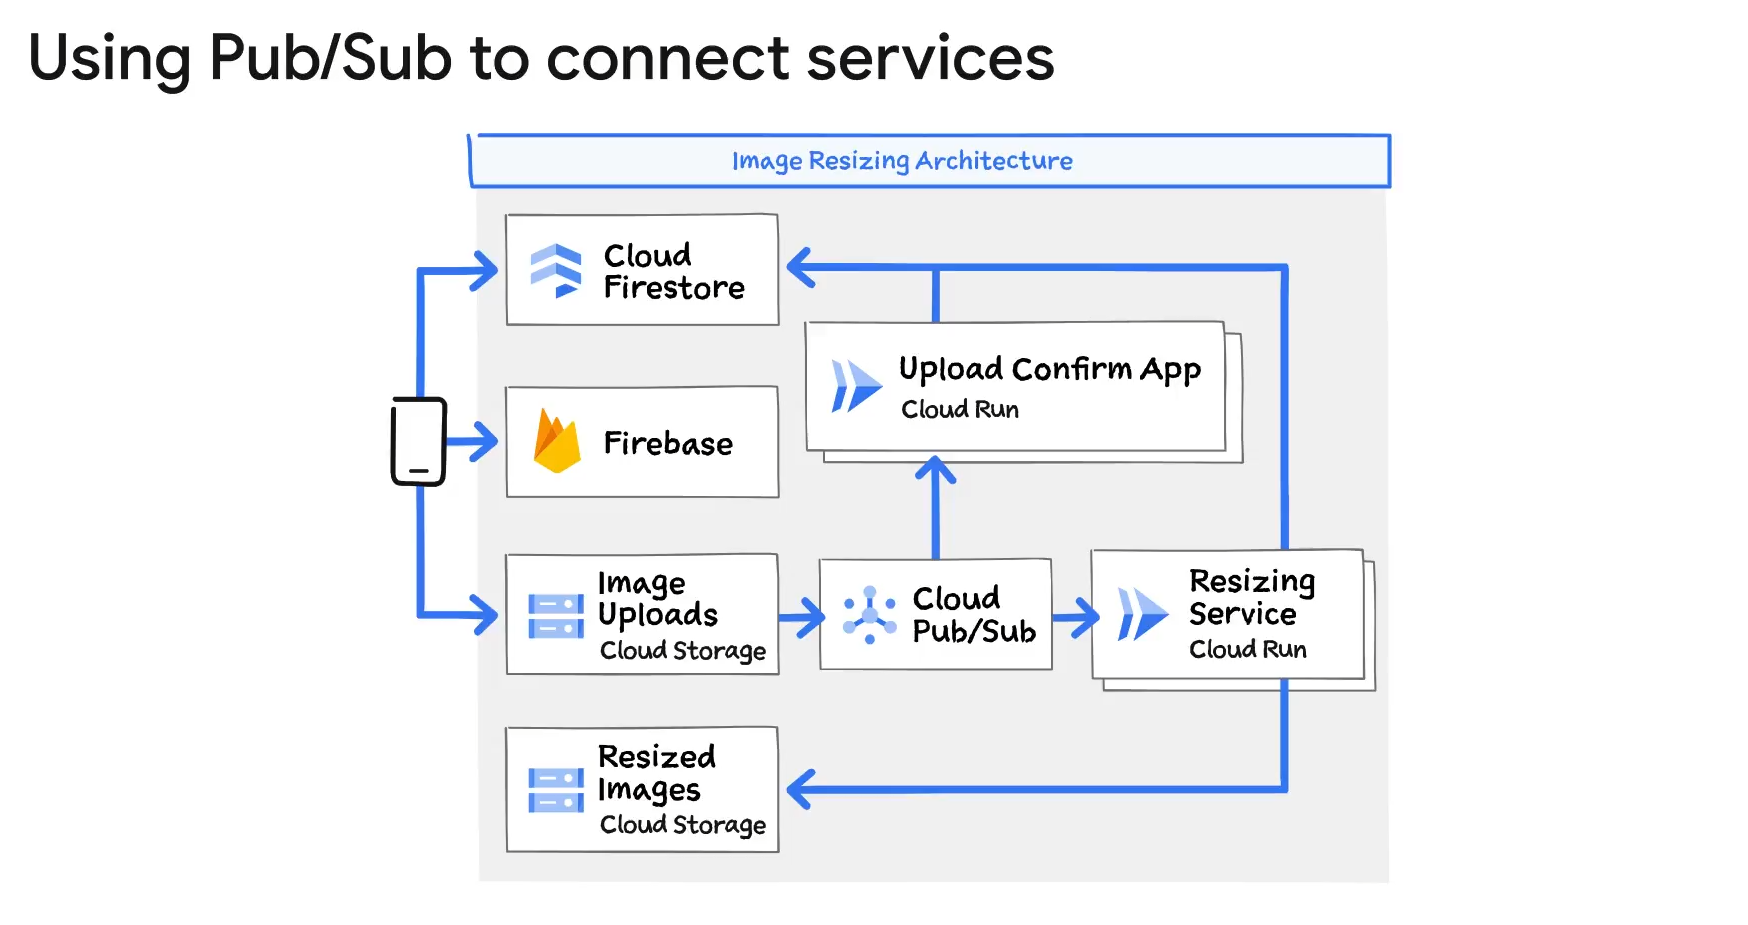 Using Pub/Sub to connect services
Image Resizing Architecture
Cloud
Firestore
Upload Confirm App
Cloud Run
Firebase
Image
Uploads
Cloud Storage
Cloud
Pub/Sub
Resizing
Service
Cloud Run
Resized
Images
Cloud Storage